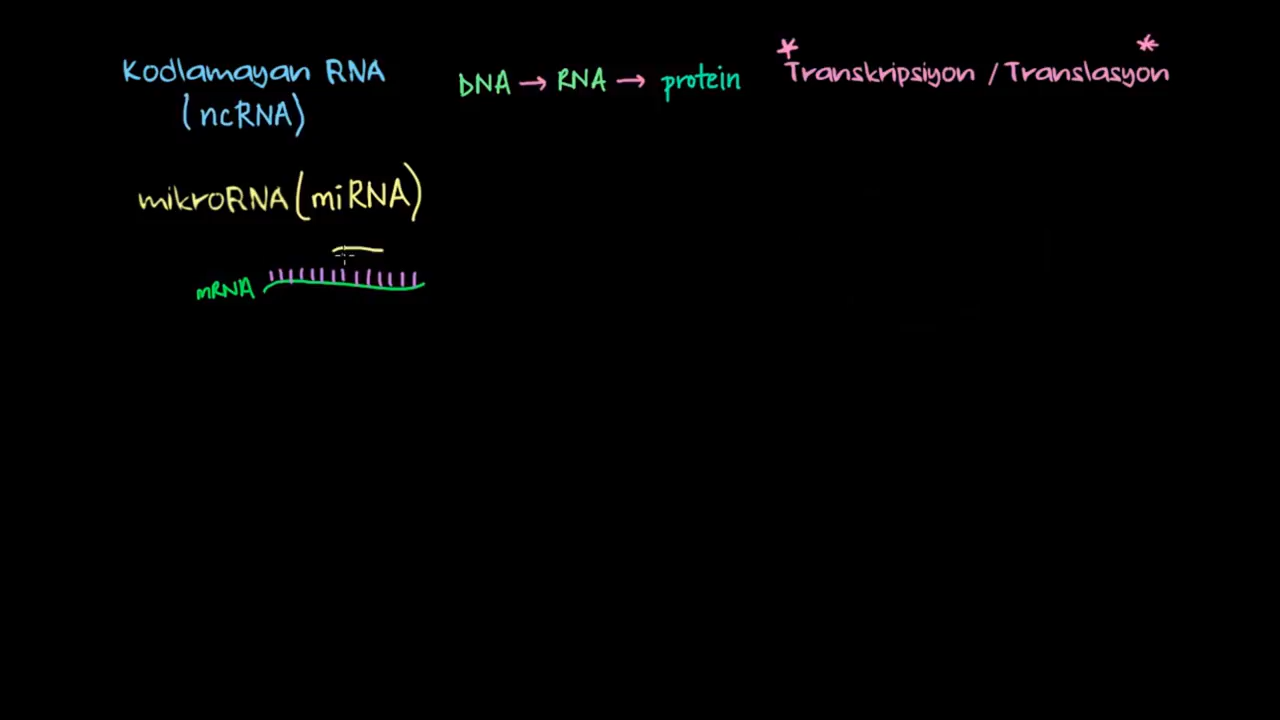 Kodlamayan RNA
(ncRNA)
DNA → RNA → protein
* Transkripsiyon / Translasyon *
mikroRNA (miRNA)
mRNA